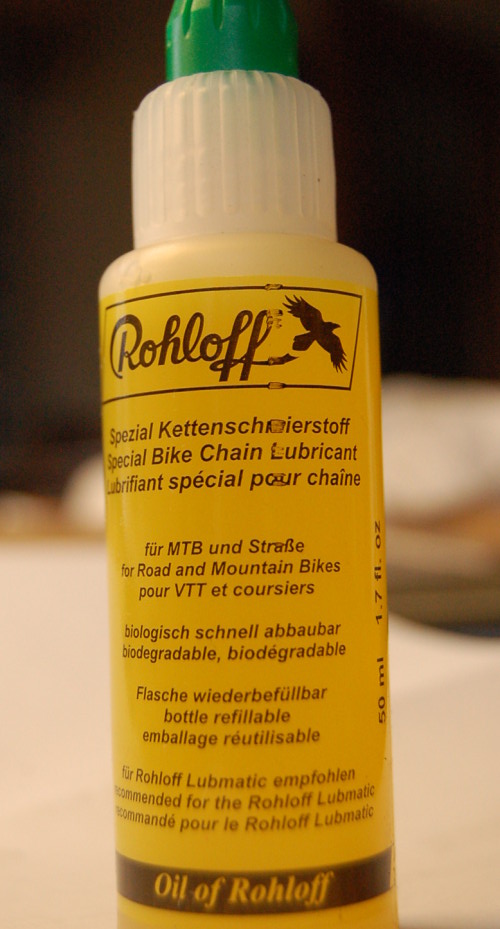 Rohloff
Spezial Kettenschmierstoff
Special Bike Chain Lubricant
Lubrifiant spécial pour chaîne
für MTB und Straße
for Road and Mountain Bikes
pour VTT et coursiers
biologisch schnell abbaubar
biodegradable, biodégradable
Flasche wiederbefüllbar
bottle refillable
emballage réutilisable
für Rohloff Lubmatic empfohlen
recommended for the Rohloff Lubmatic
recommandé pour le Rohloff Lubmatic
Oil of Rohloff
50 ml 1.7 fl. oz